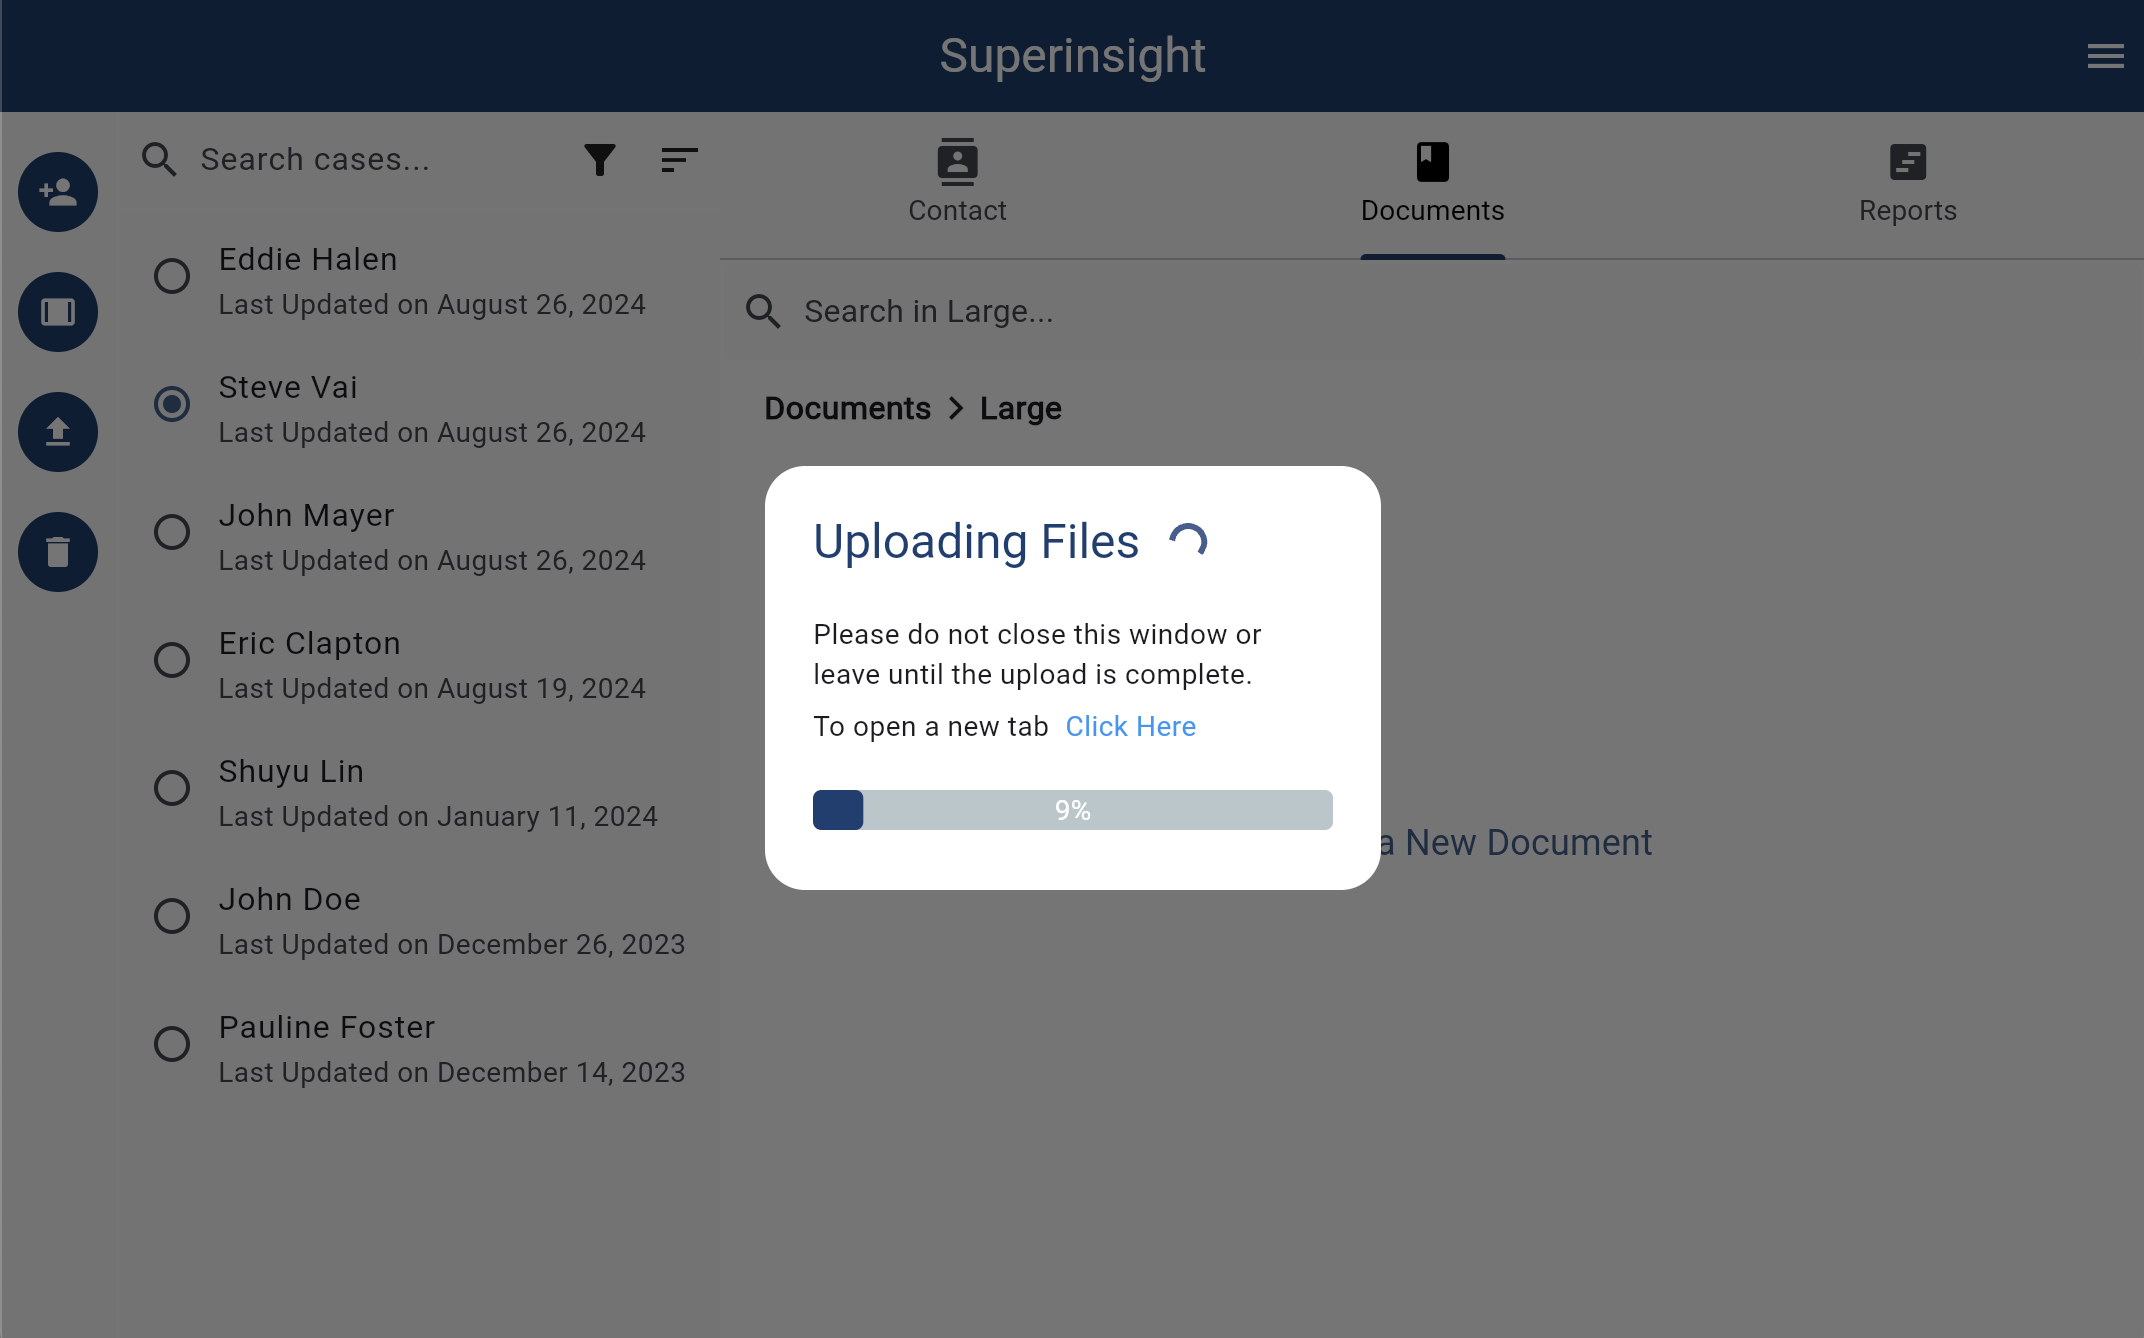 Superinsight
Search cases...
Contact
Documents
Reports
Eddie Halen
Last Updated on August 26, 2024
Steve Vai
Last Updated on August 26, 2024
John Mayer
Last Updated on August 26, 2024
Eric Clapton
Last Updated on August 19, 2024
Shuyu Lin
Last Updated on January 11, 2024
John Doe
Last Updated on December 26, 2023
Pauline Foster
Last Updated on December 14, 2023
Search in Large...
Documents > Large
Uploading Files
Please do not close this window or
leave until the upload is complete.
To open a new tab Click Here
9%
a New Document